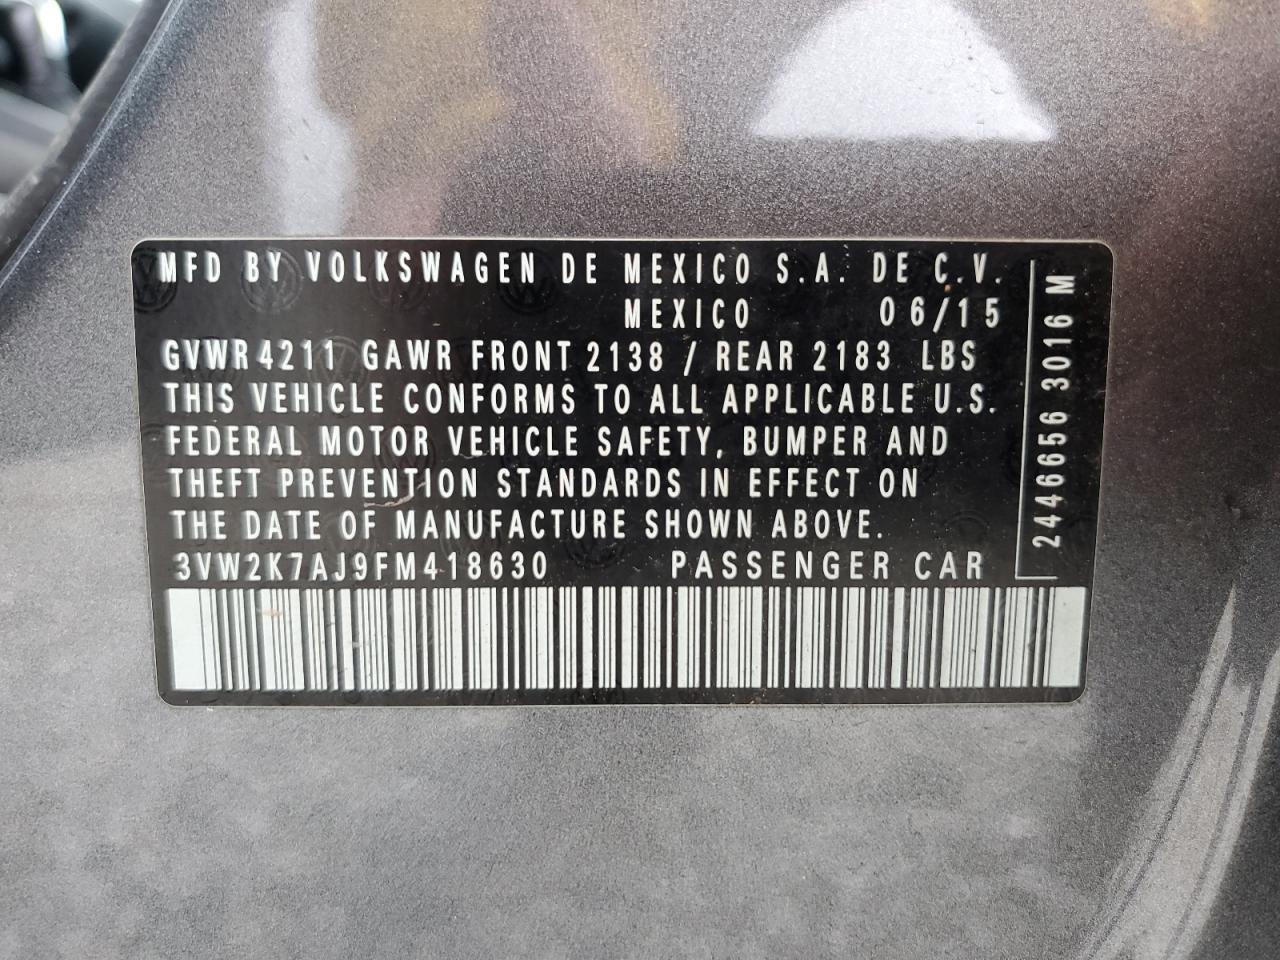 MFD BY VOLKSWAGEN DE MEXICO S.A. DE C.V.
MEXICO 06/15
GVWR 4211 GAWR FRONT 2138 / REAR 2183 LBS
THIS VEHICLE CONFORMS TO ALL APPLICABLE U.S.
FEDERAL MOTOR VEHICLE SAFETY, BUMPER AND
THEFT PREVENTION STANDARDS IN EFFECT ON
THE DATE OF MANUFACTURE SHOWN ABOVE.
3VW2K7AJ9FM418630 PASSENGER CAR
2446656 3016 M